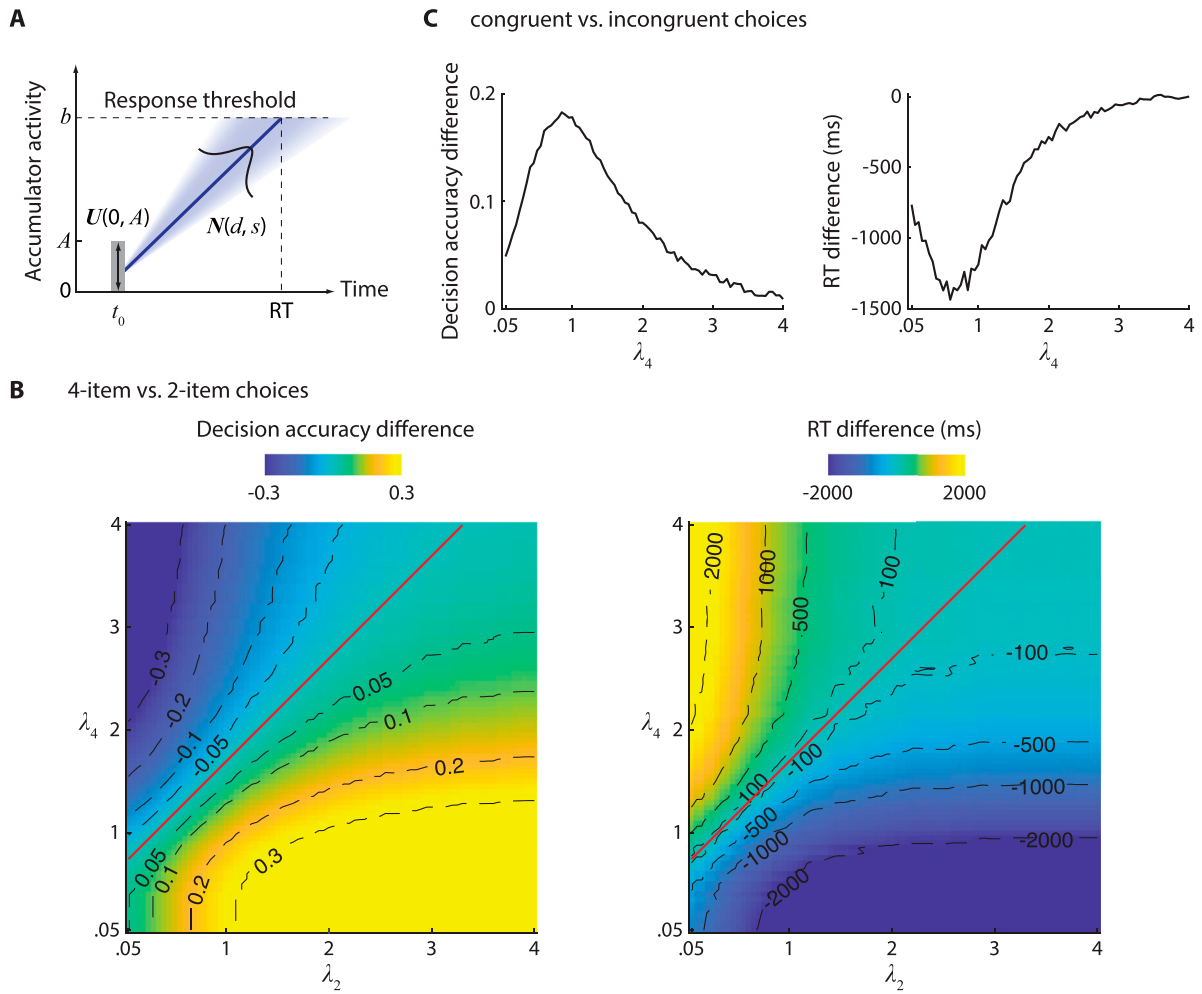 A
Accumulator activity
Response threshold
b
U(0, A)
N(d, s)
A
0
t0
RT
Time
C congruent vs. incongruent choices
Decision accuracy difference
0.2
0.1
0
.05 1 2 3 4
λ4
RT difference (ms)
0
-500
-1000
-1500
.05 1 2 3 4
λ4
B 4-item vs. 2-item choices
Decision accuracy difference
-0.3 0.3
4
3
λ4
2
1
.05
-0.3
-0.2
-0.1
-0.05
0.05
0.1
0.2
0.05
0.1
0.2
0.3
.05 1 2 3 4
λ2
RT difference (ms)
-2000 2000
4
3
λ4
2
1
.05
2000
1000
500
100
-100
-500
-1000
-2000
100
-100
-500
-1000
-2000
.05 1 2 3 4
λ2